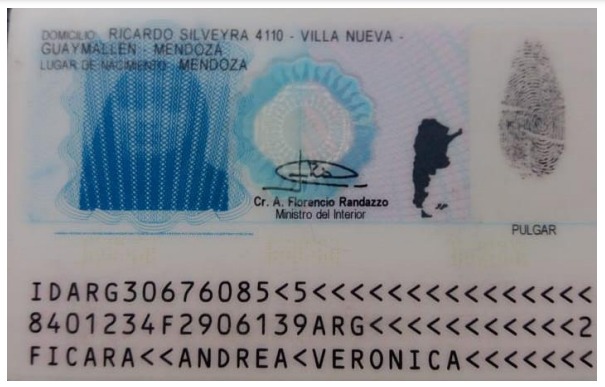 DOMICILIO: RICARDO SILVEYRA 4110 - VILLA NUEVA -
GUAYMALLEN - MENDOZA
LUGAR DE NACIMIENTO: MENDOZA
Cr. A. Florencio Randazzo
Ministro del Interior
PULGAR
IDARG30676085<5<<<<<<<<<<<<<<<
8401234F2906139ARG<<<<<<<<<<<2
FICARA<<ANDREA<VERONICA<<<<<<<